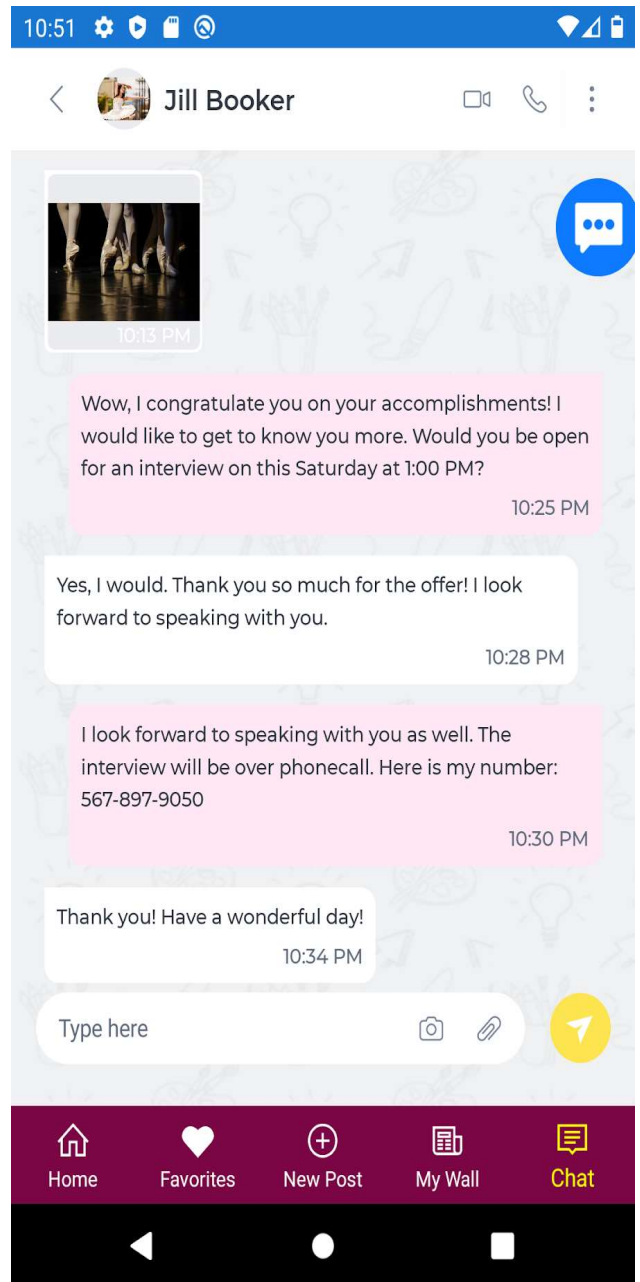 10:51
Jill Booker
10:13 PM
Wow, I congratulate you on your accomplishments! I
would like to get to know you more. Would you be open
for an interview on this Saturday at 1:00 PM?
10:25 PM
Yes, I would. Thank you so much for the offer! I look
forward to speaking with you.
10:28 PM
I look forward to speaking with you as well. The
interview will be over phonecall. Here is my number:
567-897-9050
10:30 PM
Thank you! Have a wonderful day!
10:34 PM
Type here
Home Favorites New Post My Wall Chat